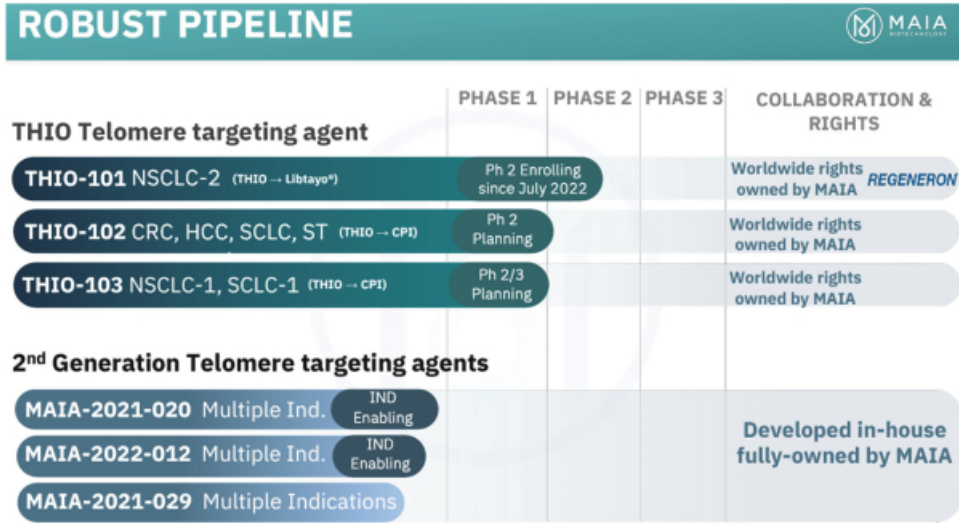 ROBUST PIPELINE
MAIA
BIOTECHNOLOGY
PHASE 1 PHASE 2 PHASE 3 COLLABORATION &
RIGHTS
THIO Telomere targeting agent
THIO-101 NSCLC-2 (THIO → Libtayo®) Ph 2 Enrolling
since July 2022
Worldwide rights
owned by MAIA
REGENERON
THIO-102 CRC, HCC, SCLC, ST (THIO → CPI) Ph 2
Planning
Worldwide rights
owned by MAIA
THIO-103 NSCLC-1, SCLC-1 (THIO → CPI) Ph 2/3
Planning
Worldwide rights
owned by MAIA
2nd Generation Telomere targeting agents
MAIA-2021-020 Multiple Ind. IND
Enabling
MAIA-2022-012 Multiple Ind. IND
Enabling
MAIA-2021-029 Multiple Indications
Developed in-house
fully-owned by MAIA